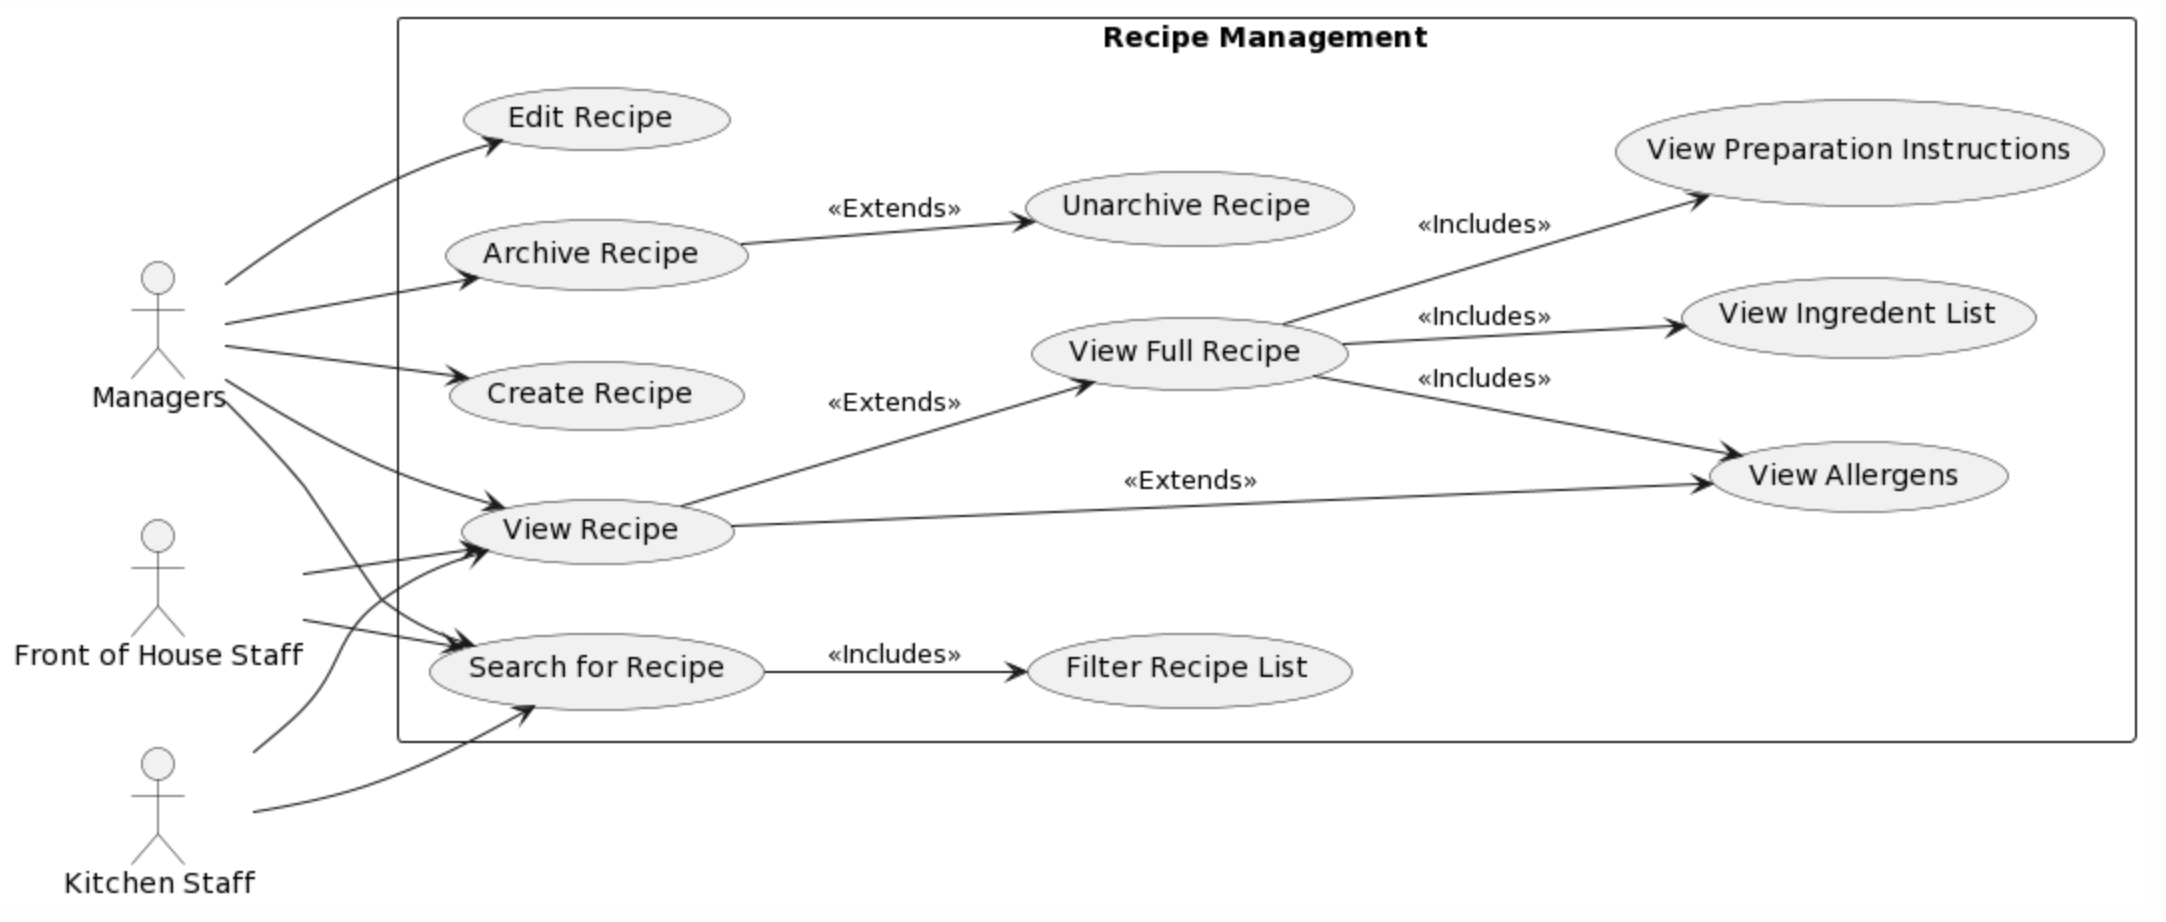 Recipe Management
Edit Recipe
View Preparation Instructions
«Extends»
Unarchive Recipe
«Includes»
Archive Recipe
«Includes»
View Ingredent List
View Full Recipe
«Includes»
Managers
Create Recipe
«Extends»
«Extends»
View Allergens
View Recipe
Front of House Staff
Search for Recipe
«Includes»
Filter Recipe List
Kitchen Staff